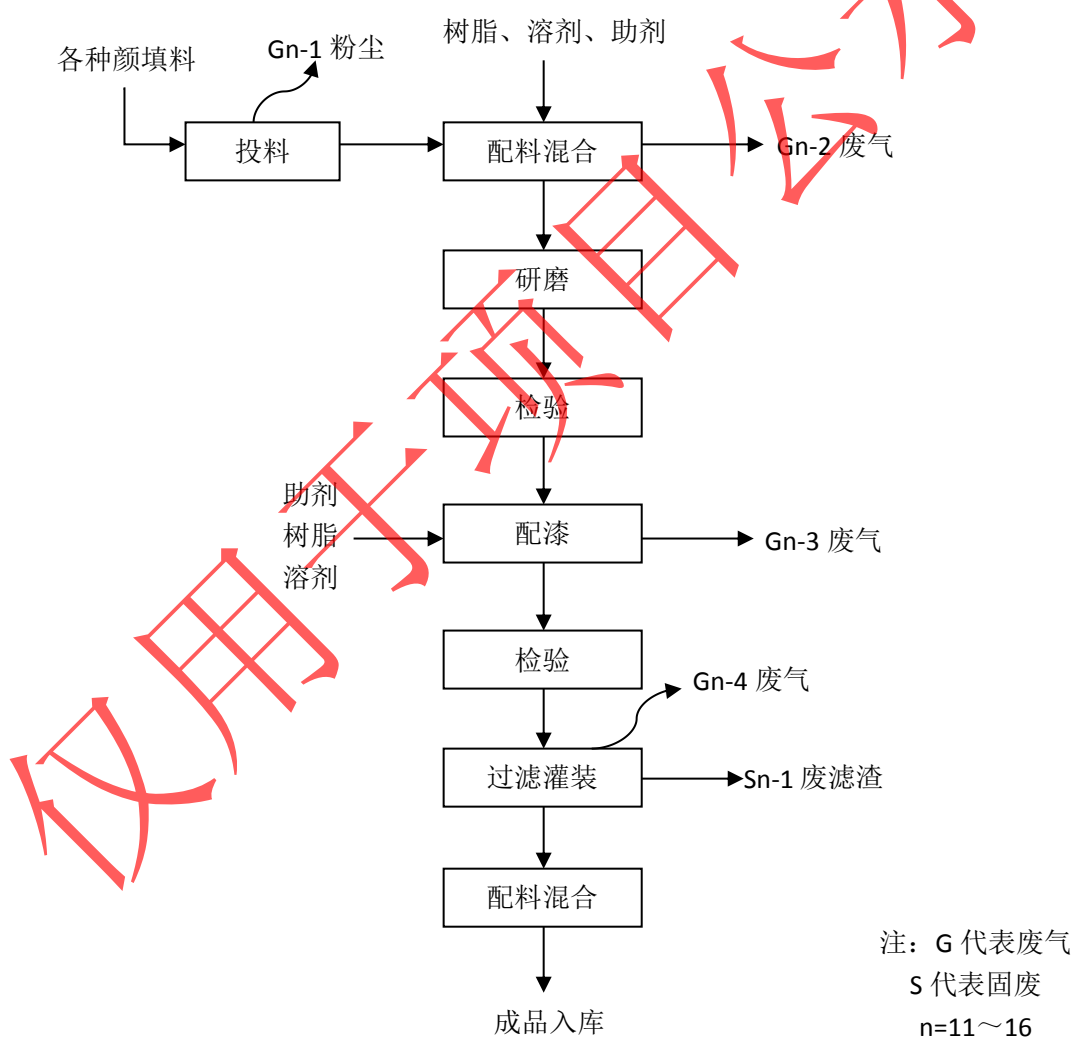 树脂、溶剂、助剂
各种颜填料
Gn-1 粉尘
投料
配料混合
Gn-2 废气
研磨
检验
助剂
树脂
溶剂
配漆
Gn-3 废气
检验
Gn-4 废气
过滤灌装
Sn-1 废滤渣
配料混合
成品入库
注：G 代表废气
S 代表固废
n=11～16
仅用于项目公